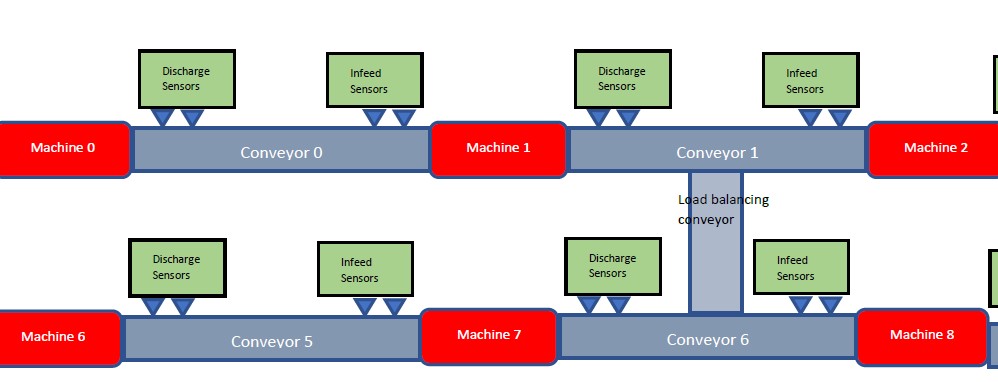 Discharge
Sensors
Infeed
Sensors
Discharge
Sensors
Infeed
Sensors
Machine 0
Conveyor 0
Machine 1
Conveyor 1
Machine 2
Load balancing
conveyor
Discharge
Sensors
Infeed
Sensors
Discharge
Sensors
Infeed
Sensors
Machine 6
Conveyor 5
Machine 7
Conveyor 6
Machine 8